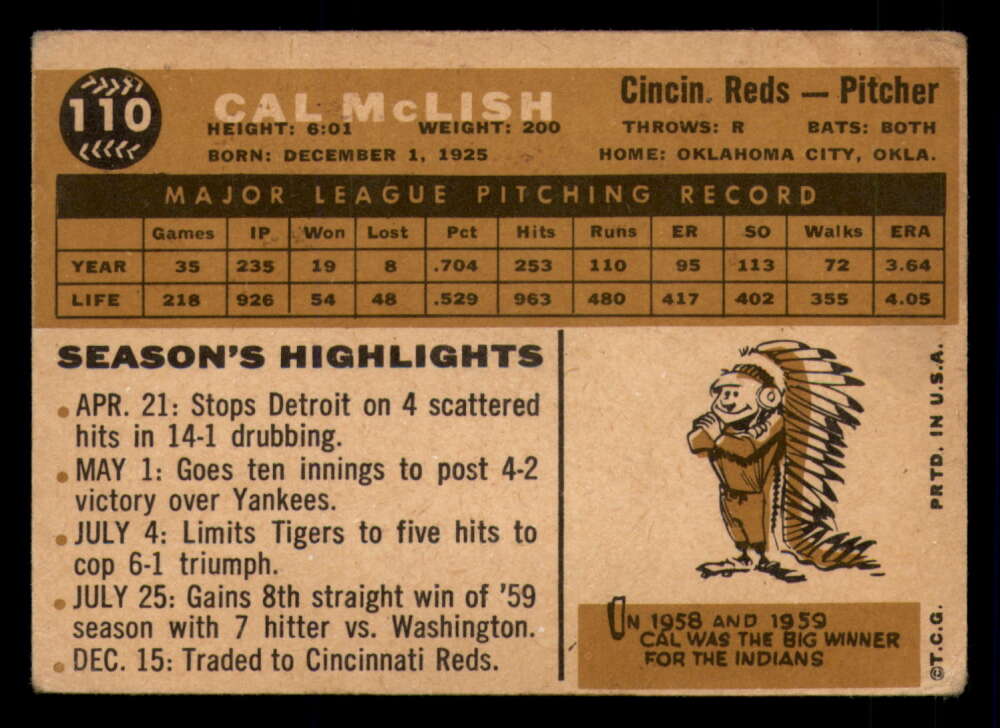 110
CAL McLISH
Cincin. Reds — Pitcher
HEIGHT: 6:01 WEIGHT: 200 THROWS: R BATS: BOTH
BORN: DECEMBER 1, 1925 HOME: OKLAHOMA CITY, OKLA.
MAJOR LEAGUE PITCHING RECORD
Games IP Won Lost Pct Hits Runs ER SO Walks ERA
YEAR 35 235 19 8 .704 253 110 95 113 72 3.64
LIFE 218 926 54 48 .529 963 480 417 402 355 4.05
SEASON'S HIGHLIGHTS
• APR. 21: Stops Detroit on 4 scattered
hits in 14-1 drubbing.
• MAY 1: Goes ten innings to post 4-2
victory over Yankees.
• JULY 4: Limits Tigers to five hits to
cop 6-1 triumph.
• JULY 25: Gains 8th straight win of '59
season with 7 hitter vs. Washington.
• DEC. 15: Traded to Cincinnati Reds.
IN 1958 AND 1959
CAL WAS THE BIG WINNER
FOR THE INDIANS
©T.C.G. PRTD. IN U.S.A.